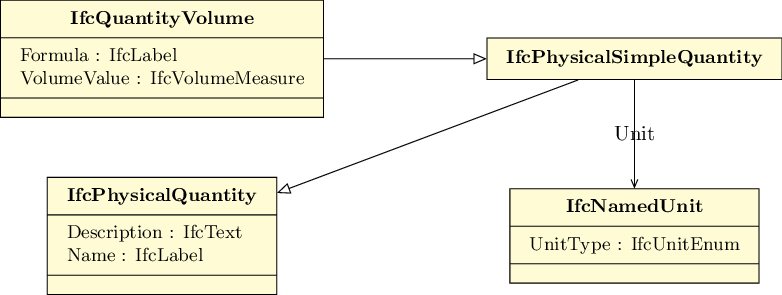 IfcQuantityVolume
Formula : IfcLabel
VolumeValue : IfcVolumeMeasure
IfcPhysicalSimpleQuantity
Unit
IfcPhysicalQuantity
Description : IfcText
Name : IfcLabel
IfcNamedUnit
UnitType : IfcUnitEnum